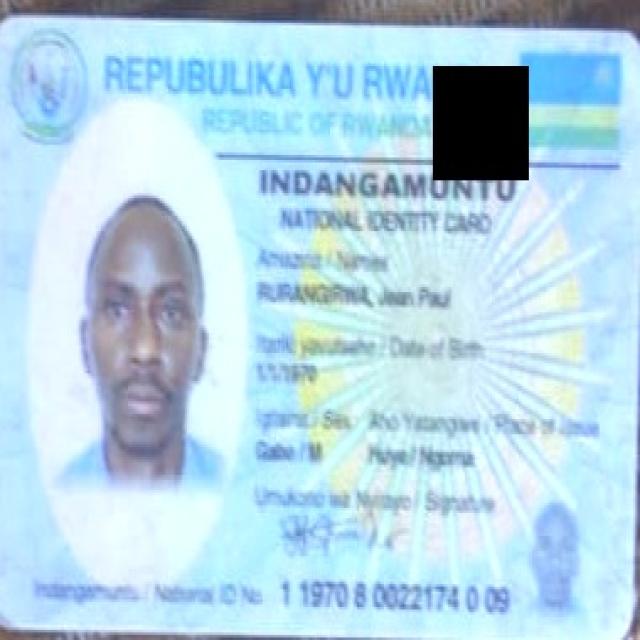 REPUBULIKA Y'U RWA
REPUBLIC OF RWANDA
INDANGAMUNTU
NATIONAL IDENTITY CARD
Amazina / Names
RURANGIRWA, Jean Paul
Itariki yavutseho / Date of Birth
1/1/1970
Igitsina / Sex Aho Yatangiwe / Place of Issue
Gabo / M Huye / Ngoma
Umukono wa Nyirayo / Signature
Indangamuntu / National ID No. 1 1970 8 0022174 0 09